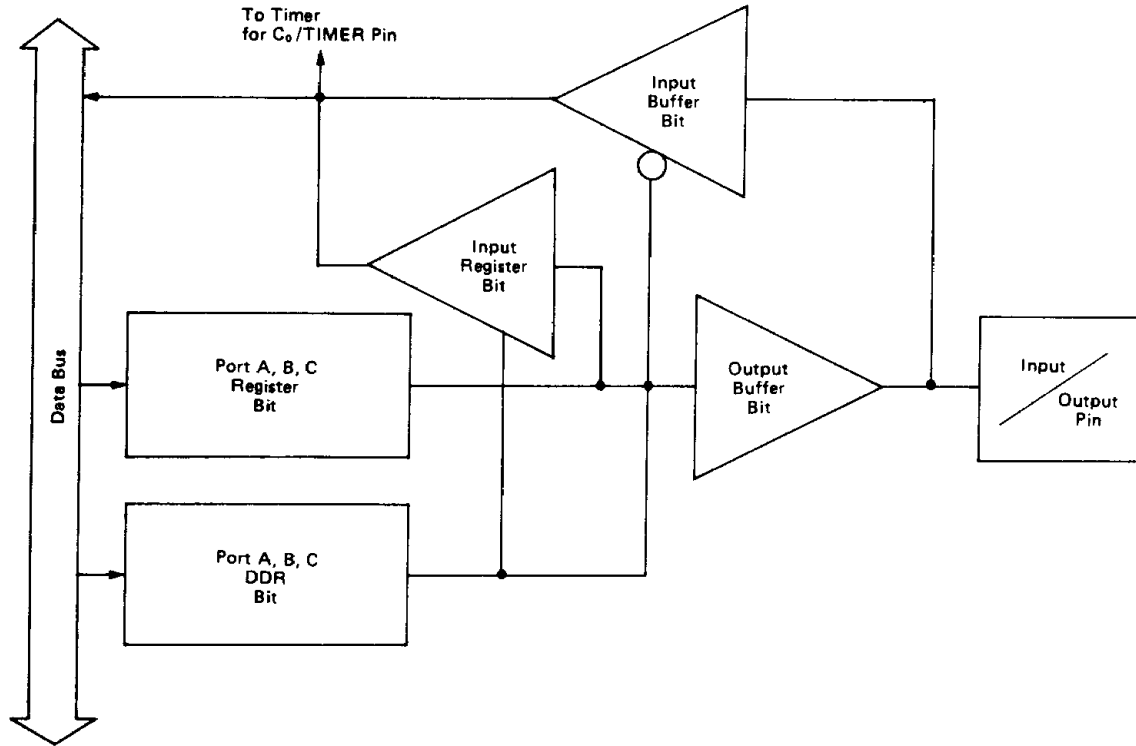 To Timer
for C₀/TIMER Pin
Input
Buffer
Bit
Input
Register
Bit
Data Bus
Port A, B, C
Register
Bit
Output
Buffer
Bit
Input
Output
Pin
Port A, B, C
DDR
Bit